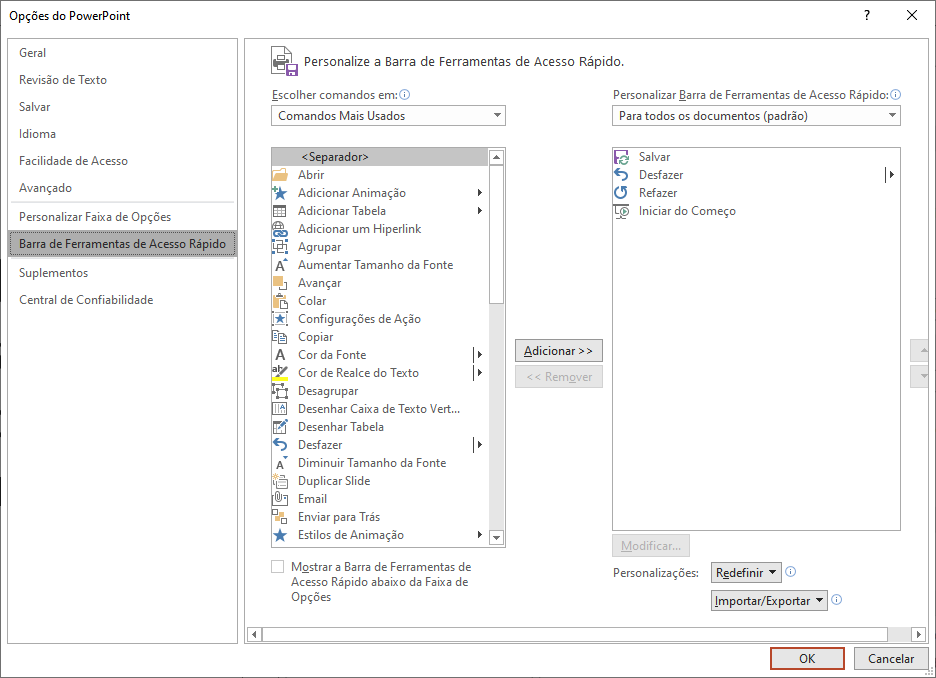 Opções do PowerPoint
?
Geral
Revisão de Texto
Salvar
Idioma
Facilidade de Acesso
Avançado
Personalizar Faixa de Opções
Barra de Ferramentas de Acesso Rápido
Suplementos
Central de Confiabilidade
Personalize a Barra de Ferramentas de Acesso Rápido.
Escolher comandos em:
Comandos Mais Usados
<Separador>
Abrir
Adicionar Animação
Adicionar Tabela
Adicionar um Hiperlink
Agrupar
Aumentar Tamanho da Fonte
Avançar
Colar
Configurações de Ação
Copiar
Cor da Fonte
Cor de Realce do Texto
Desagrupar
Desenhar Caixa de Texto Vert...
Desenhar Tabela
Desfazer
Diminuir Tamanho da Fonte
Duplicar Slide
Email
Enviar para Trás
Estilos de Animação
Mostrar a Barra de Ferramentas de
Acesso Rápido abaixo da Faixa de
Opções
Adicionar >>
<< Remover
Personalizar Barra de Ferramentas de Acesso Rápido:
Para todos os documentos (padrão)
Salvar
Desfazer
Refazer
Iniciar do Começo
Modificar...
Personalizações:
Redefinir
Importar/Exportar
OK
Cancelar